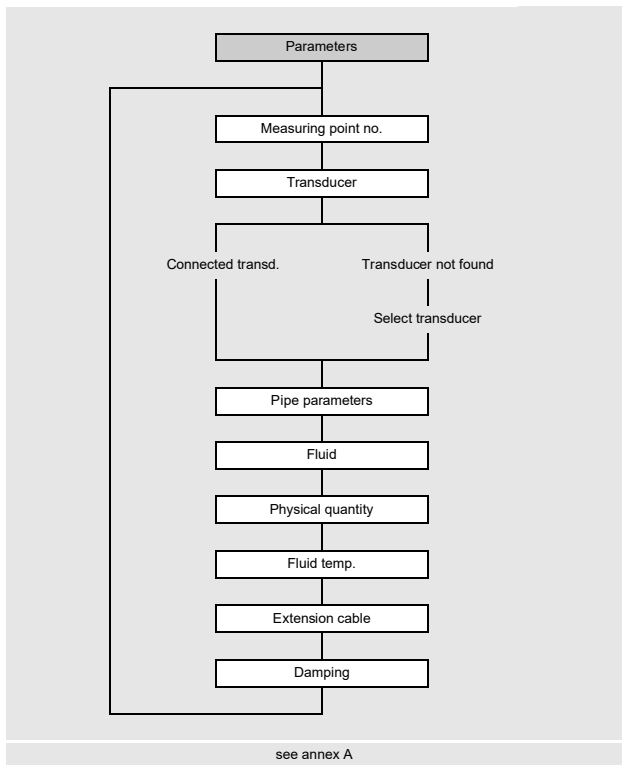 Parameters
Measuring point no.
Transducer
Connected transd.
Transducer not found
Select transducer
Pipe parameters
Fluid
Physical quantity
Fluid temp.
Extension cable
Damping
see annex A